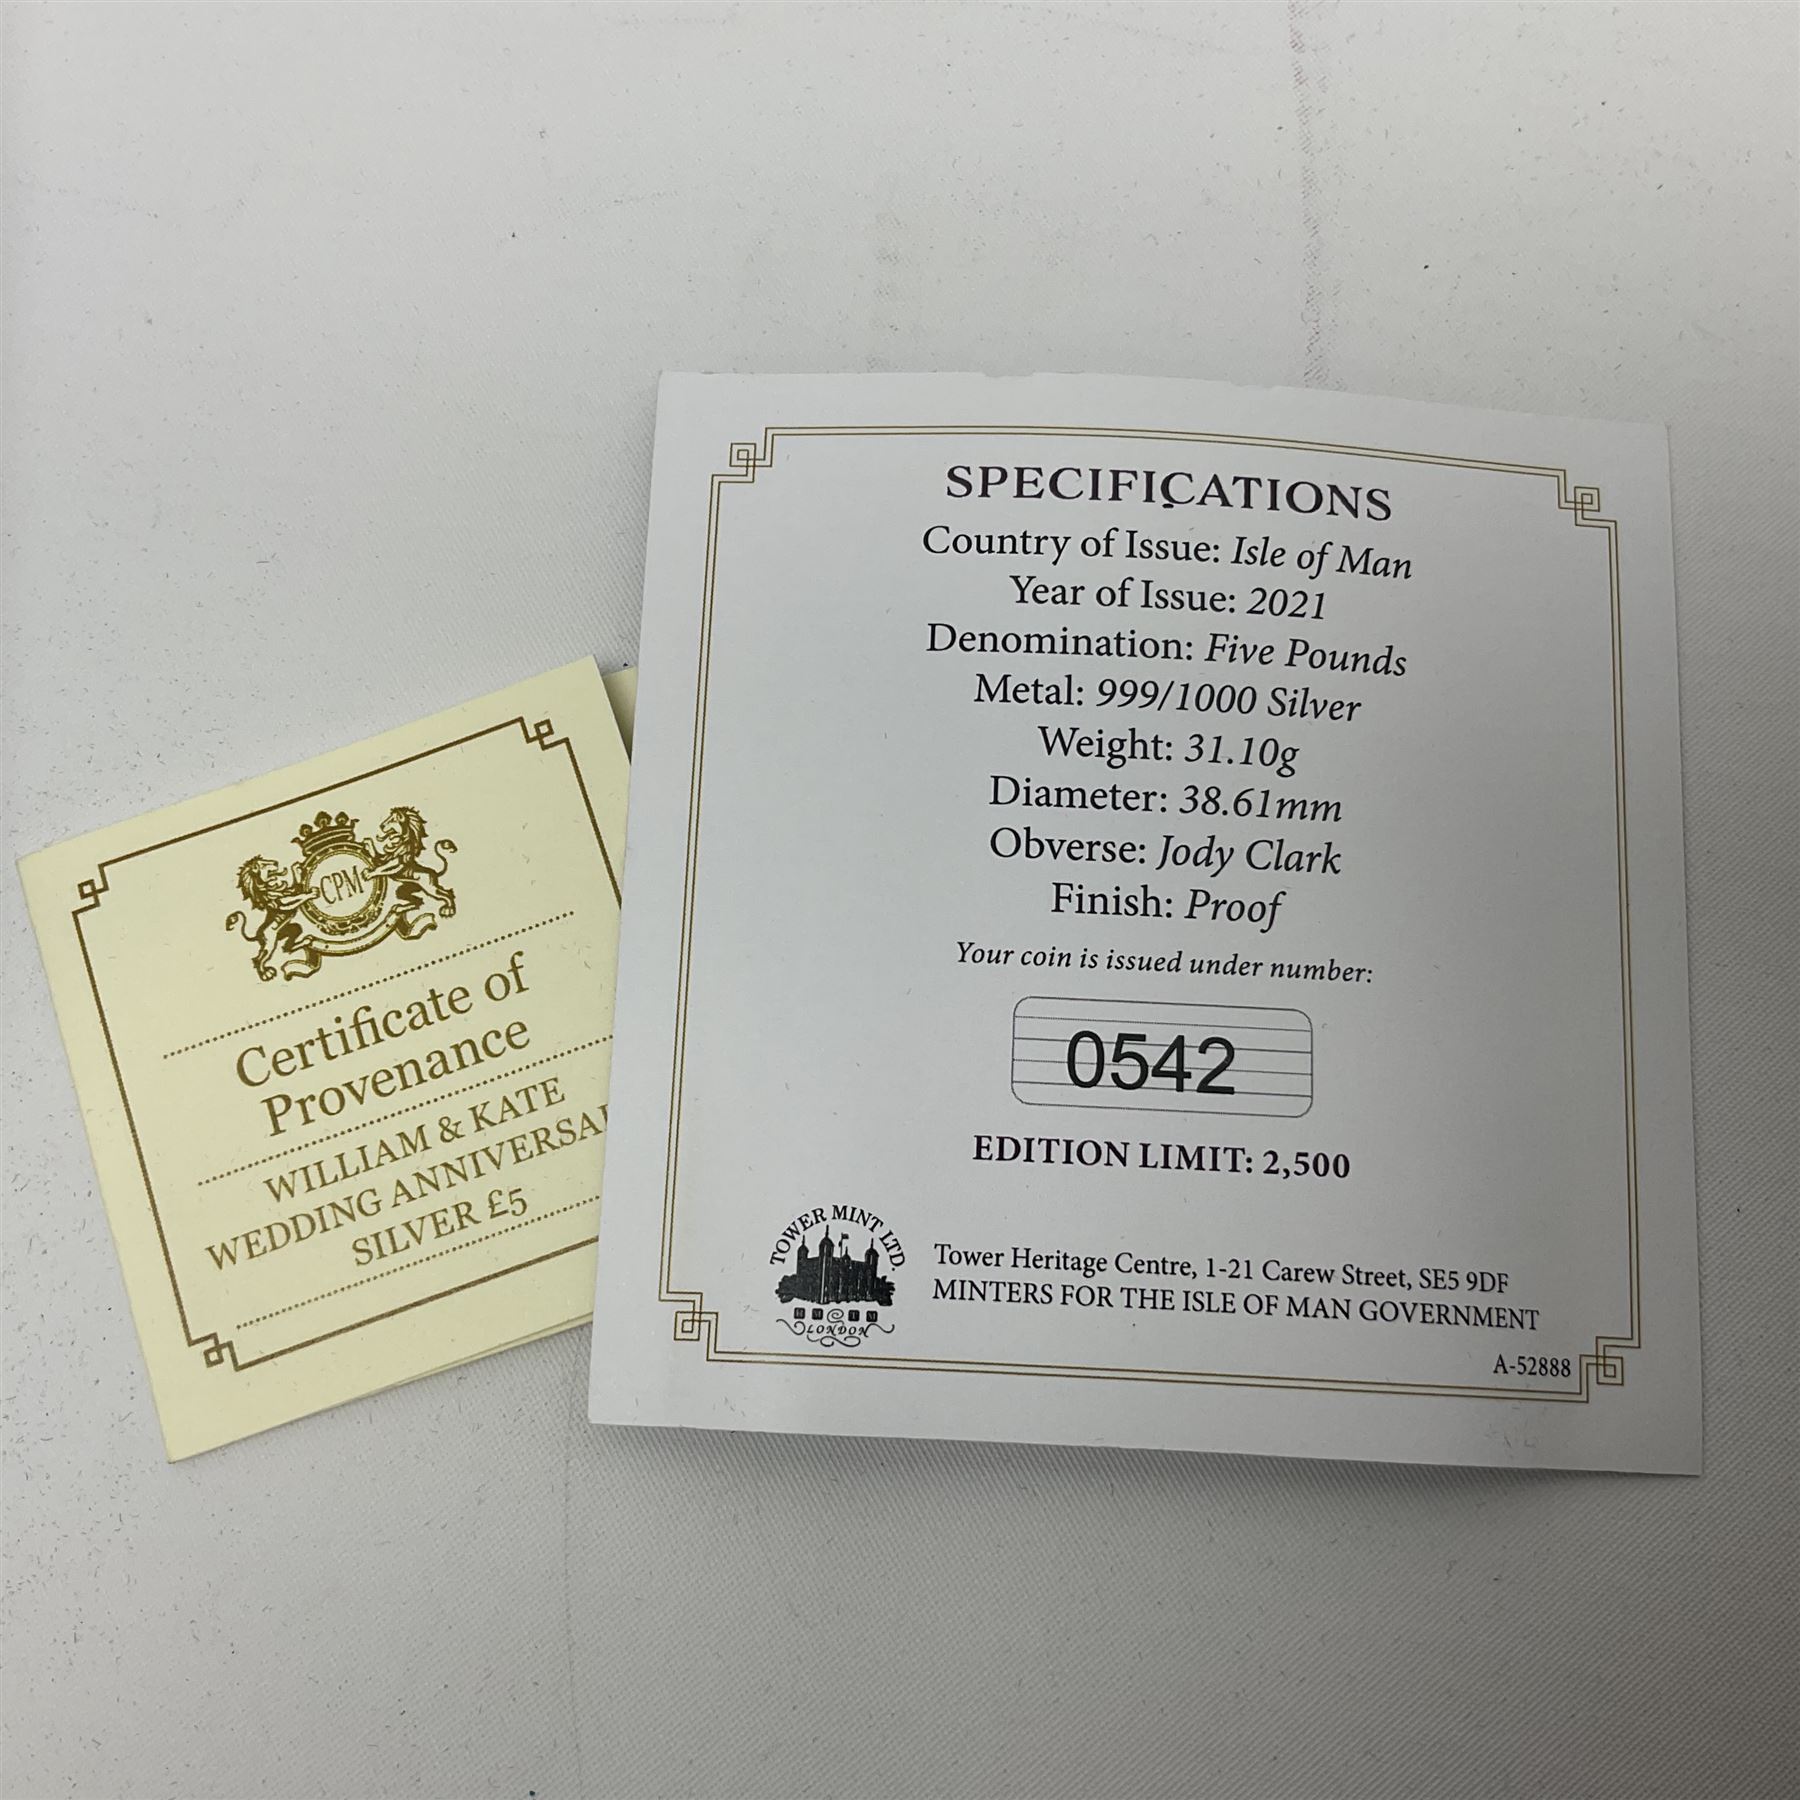 SPECIFICATIONS
Country of Issue: Isle of Man
Year of Issue: 2021
Denomination: Five Pounds
Metal: 999/1000 Silver
Weight: 31.10g
Diameter: 38.61mm
Obverse: Jody Clark
Finish: Proof
Your coin is issued under number:
0542
EDITION LIMIT: 2,500
TOWER MINT LTD.
LONDON
Tower Heritage Centre, 1-21 Carew Street, SE5 9DF
MINTERS FOR THE ISLE OF MAN GOVERNMENT
A-52888
CPM
Certificate of
Provenance
WILLIAM & KATE
WEDDING ANNIVERSA
SILVER £5